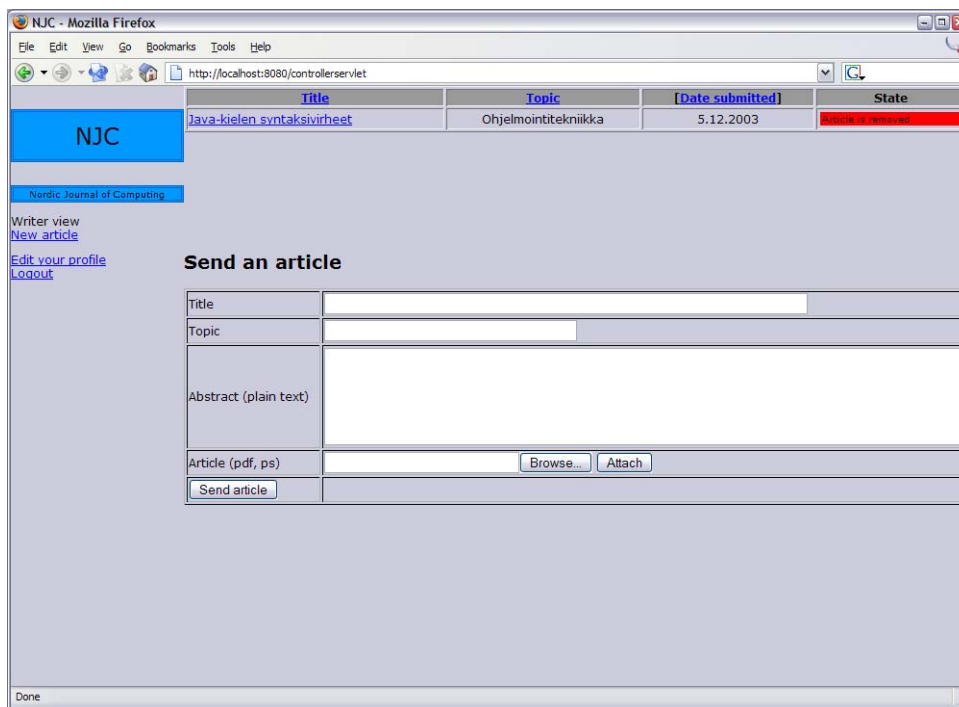 NJC - Mozilla Firefox
File Edit View Go Bookmarks Tools Help
http://localhost:8080/controllerservlet
G
Title Topic [Date submitted] State
Java-kielen syntaksivirheet Ohjelmointitekniikka 5.12.2003 Article is removed
NJC
Nordic Journal of Computing
Writer view
New article
Edit your profile
Logout
Send an article
Title
Topic
Abstract (plain text)
Article (pdf, ps) Browse... Attach
Send article
Done